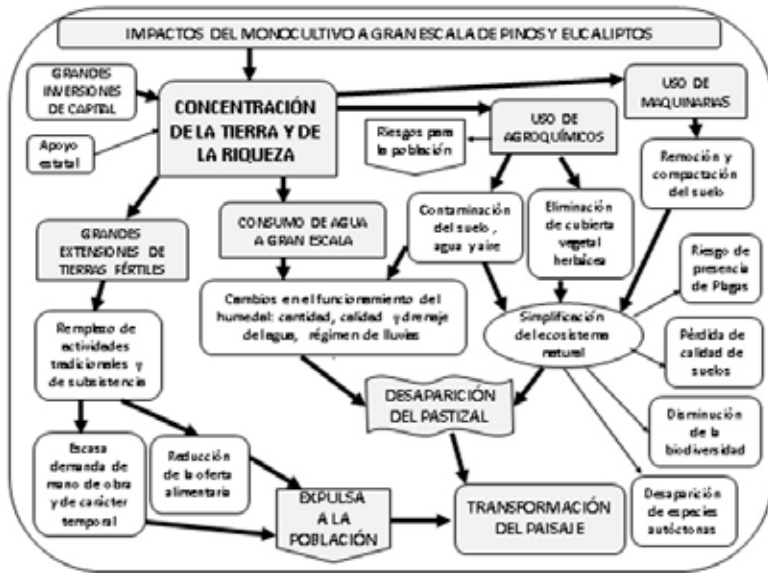 IMPACTOS DEL MONOCULTIVO A GRAN ESCALA DE PINOS Y EUCALIPTOS
GRANDES
INVERSIONES
DE CAPITAL
Apoyo
estatal
CONCENTRACIÓN
DE LA TIERRA Y DE
LA RIQUEZA
Riesgos para
la población
USO DE
AGROQUÍMICOS
USO DE
MAQUINARIAS
Remoción y
compactación
del suelo
GRANDES
EXTENSIONES DE
TIERRAS FÉRTILES
CONSUMO DE AGUA
A GRAN ESCALA
Contaminación
del suelo,
agua y aire
Eliminación
de cubierta
vegetal
herbácea
Riesgo de
presencia
de Plagas
Cambios en el funcionamiento del
humedal: cantidad, calidad y drenaje
del agua, régimen de lluvias
Simplificación
del ecosistema
natural
Remplazo de
actividades
tradicionales y
de subsistencia
Pérdida de
calidad de
suelos
DESAPARICIÓN
DEL PASTIZAL
Disminución
de la
biodiversidad
Escasa
demanda de
mano de obra
y de carácter
temporal
Reducción
de la oferta
alimentaria
EXPULSA
A LA
POBLACIÓN
TRANSFORMACIÓN
DEL PAISAJE
Desaparición
de especies
autóctonas